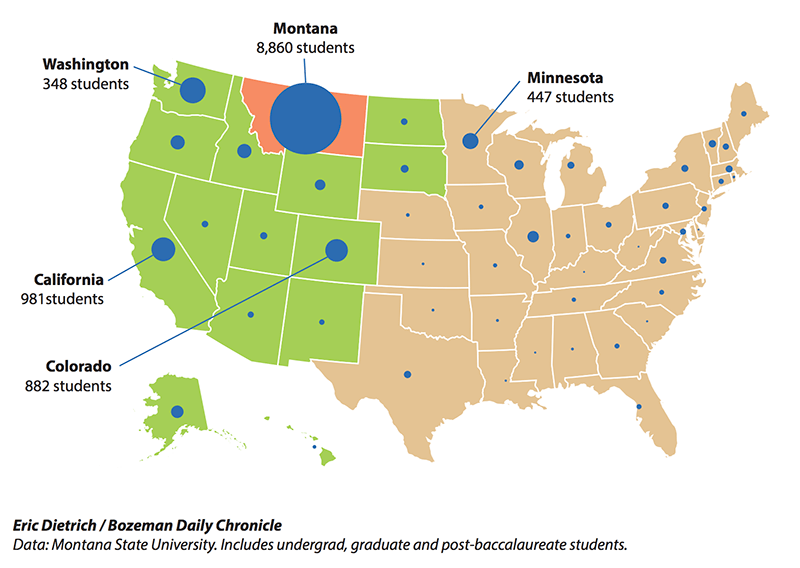 Montana
8,860 students
Washington
348 students
Minnesota
447 students
California
981students
Colorado
882 students
Eric Dietrich / Bozeman Daily Chronicle
Data: Montana State University. Includes undergrad, graduate and post-baccalaureate students.